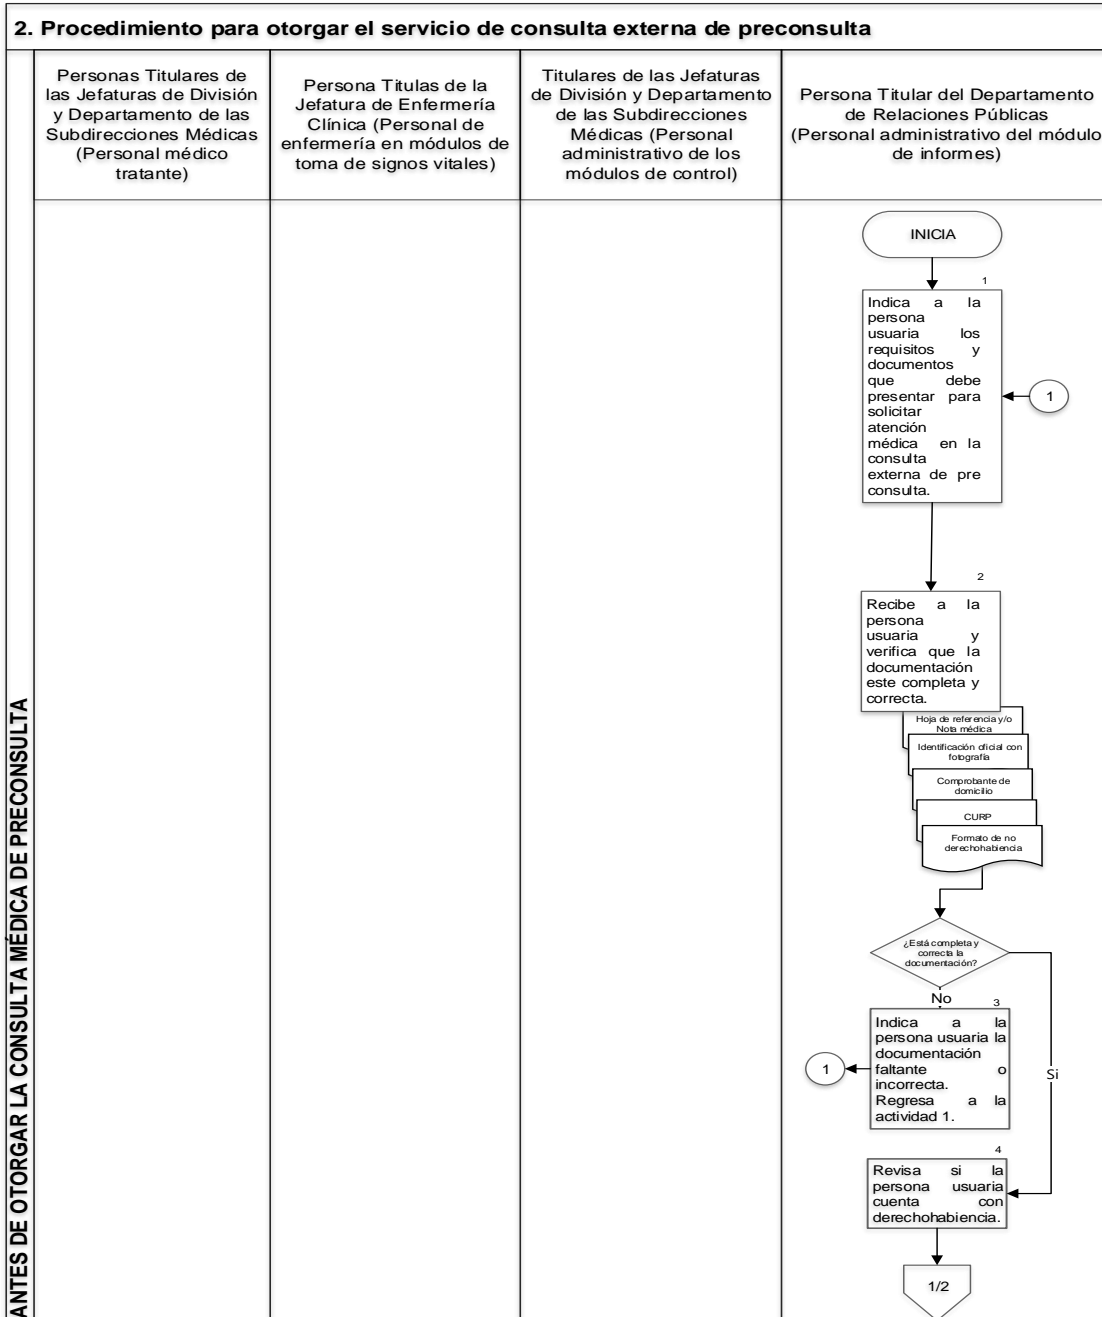 2. Procedimiento para otorgar el servicio de consulta externa de preconsulta
Personas Titulares de
las Jefaturas de División
y Departamento de las
Subdirecciones Médicas
(Personal médico
tratante)
Persona Titulas de la
Jefatura de Enfermería
Clínica (Personal de
enfermería en módulos de
toma de signos vitales)
Titulares de las Jefaturas
de División y Departamento
de las Subdirecciones
Médicas (Personal
administrativo de los
módulos de control)
Persona Titular del Departamento
de Relaciones Públicas
(Personal administrativo del módulo
de informes)
ANTES DE OTORGAR LA CONSULTA MÉDICA DE PRECONSULTA
INICIA
1
Indica a la
persona
usuaria los
requisitos y
documentos
que debe
presentar para
solicitar
atención
médica en la
consulta
externa de pre
consulta.
1
2
Recibe a la
persona
usuaria y
verifica que la
documentación
este completa y
correcta.
Hoja de referencia y/o
Nota médica
Identificación oficial con
fotografía
Comprobante de
domicilio
CURP
Formato de no
derechohabiencia
¿Está completa y
correcta la
documentación?
No
3
Indica a la
persona usuaria la
documentación
faltante o
incorrecta.
Regresa a la
actividad 1.
1
Si
4
Revisa si la
persona usuaria
cuenta con
derechohabiencia.
1/2